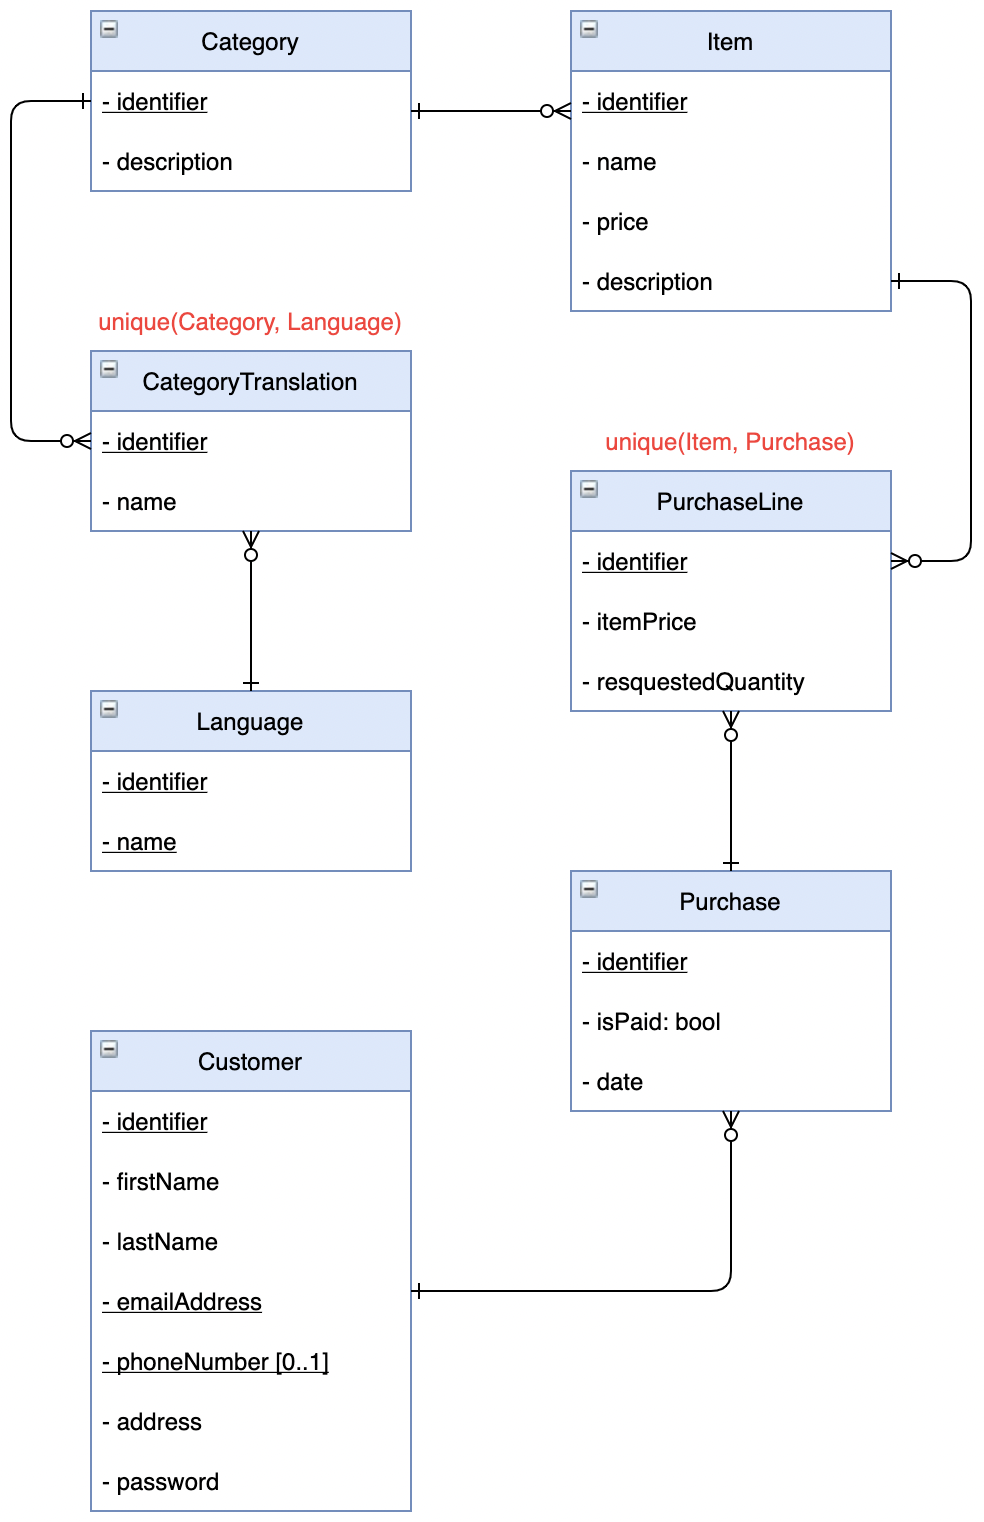 Category
- identifier
- description
Item
- identifier
- name
- price
- description
unique(Category, Language)
CategoryTranslation
- identifier
- name
unique(Item, Purchase)
PurchaseLine
- identifier
- itemPrice
- resquestedQuantity
Language
- identifier
- name
Purchase
- identifier
- isPaid: bool
- date
Customer
- identifier
- firstName
- lastName
- emailAddress
- phoneNumber [0..1]
- address
- password